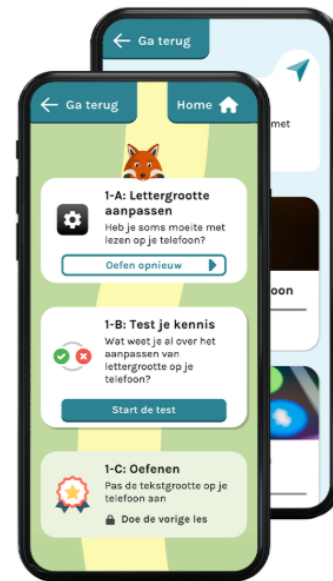 Ga terug
met
oon
Ga terug
Home
1-A: Lettergrootte
aanpassen
Heb je soms moeite met
lezen op je telefoon?
Oefen opnieuw
1-B: Test je kennis
Wat weet je al over het
aanpassen van
lettergrootte op je
telefoon?
Start de test
1-C: Oefenen
Pas de tekstgrootte op je
telefoon aan
Doe de vorige les